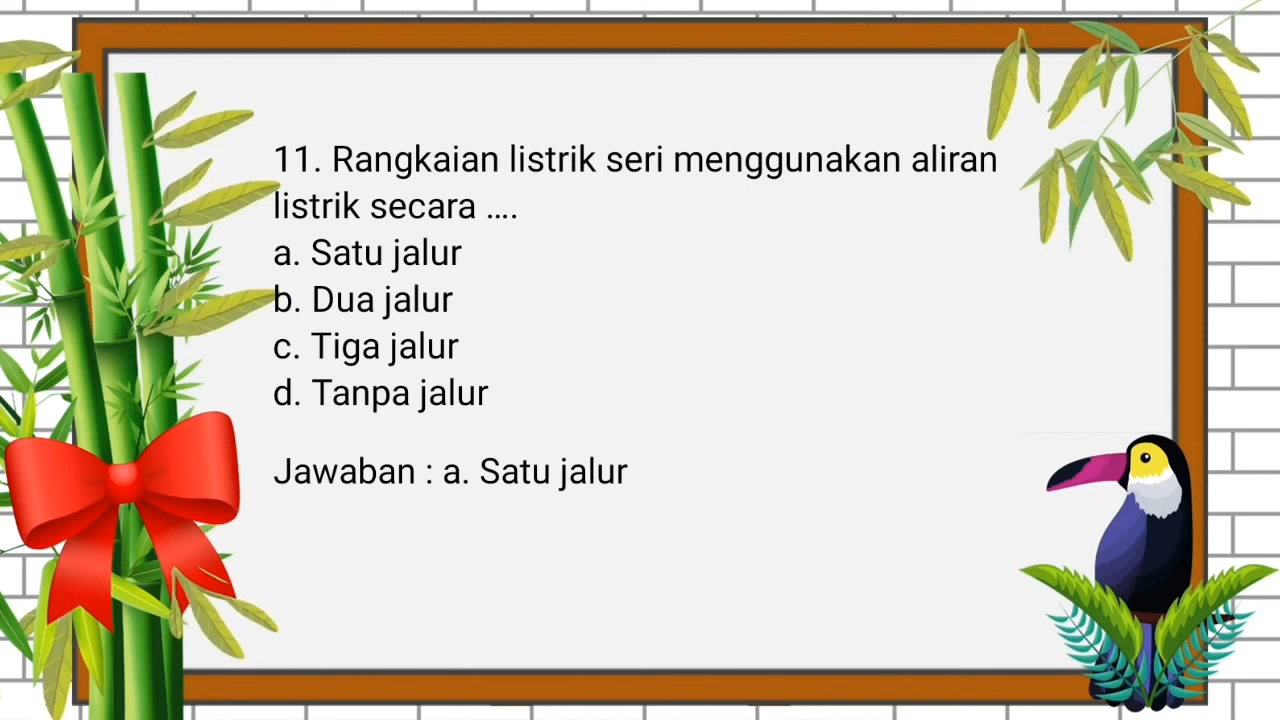 11. Rangkaian listrik seri menggunakan aliran
listrik secara ....
a. Satu jalur
b. Dua jalur
c. Tiga jalur
d. Tanpa jalur
Jawaban : a. Satu jalur